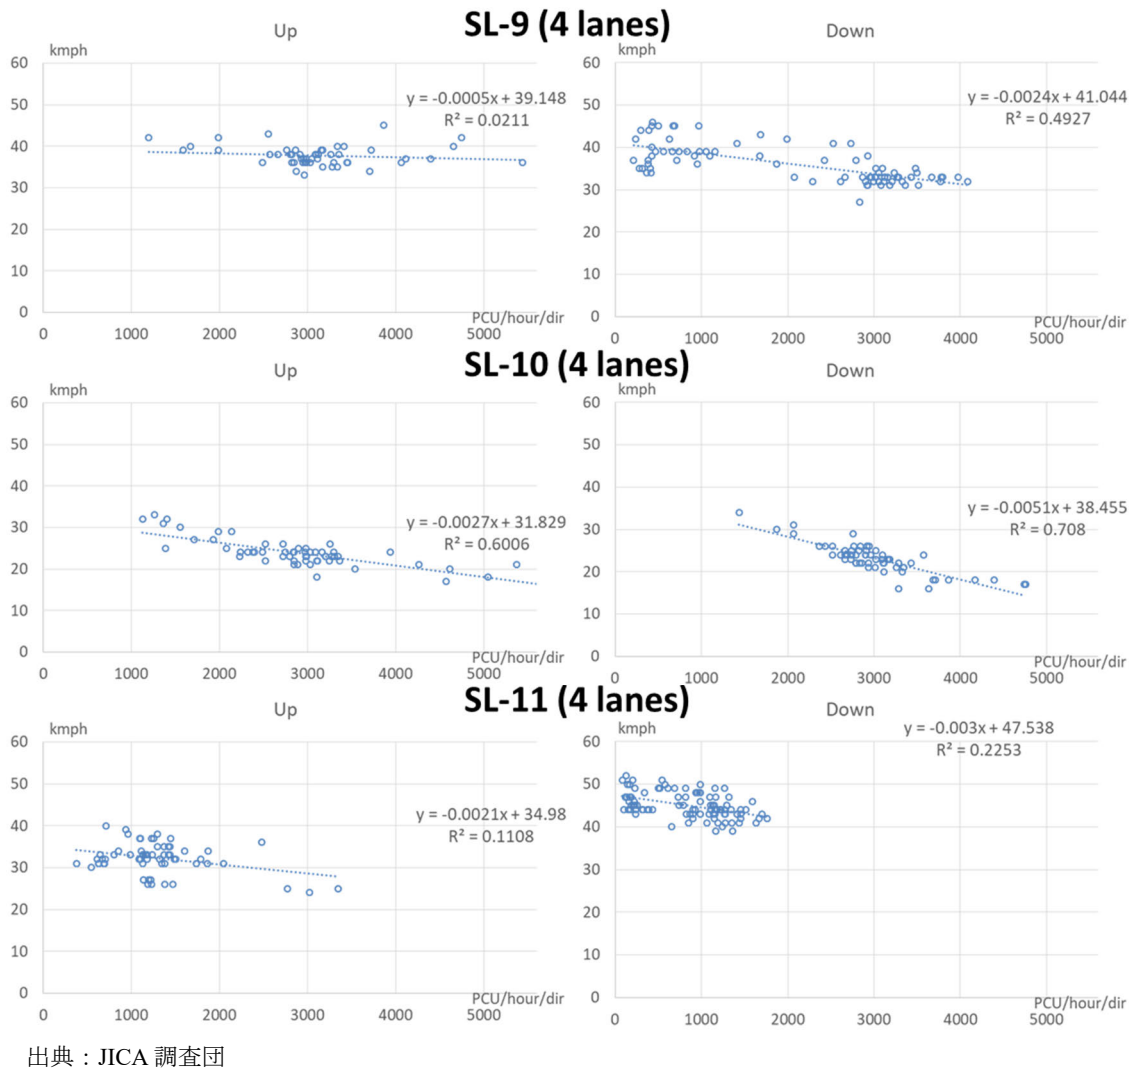 SL-9 (4 lanes)
Up
kmph
60
50
40
30
20
10
0
y = -0.0005x + 39.148
R² = 0.0211
PCU/hour/dir
0 1000 2000 3000 4000 5000
Down
kmph
60
50
40
30
20
10
0
y = -0.0024x + 41.044
R² = 0.4927
PCU/hour/dir
0 1000 2000 3000 4000 5000
SL-10 (4 lanes)
Up
kmph
60
50
40
30
20
10
0
y = -0.0027x + 31.829
R² = 0.6006
PCU/hour/dir
0 1000 2000 3000 4000 5000
Down
kmph
60
50
40
30
20
10
0
y = -0.0051x + 38.455
R² = 0.708
PCU/hour/dir
0 1000 2000 3000 4000 5000
SL-11 (4 lanes)
Up
kmph
60
50
40
30
20
10
0
y = -0.0021x + 34.98
R² = 0.1108
PCU/hour/dir
0 1000 2000 3000 4000 5000
Down
kmph
60
50
40
30
20
10
0
y = -0.003x + 47.538
R² = 0.2253
PCU/hour/dir
0 1000 2000 3000 4000 5000
出典：JICA 調査団